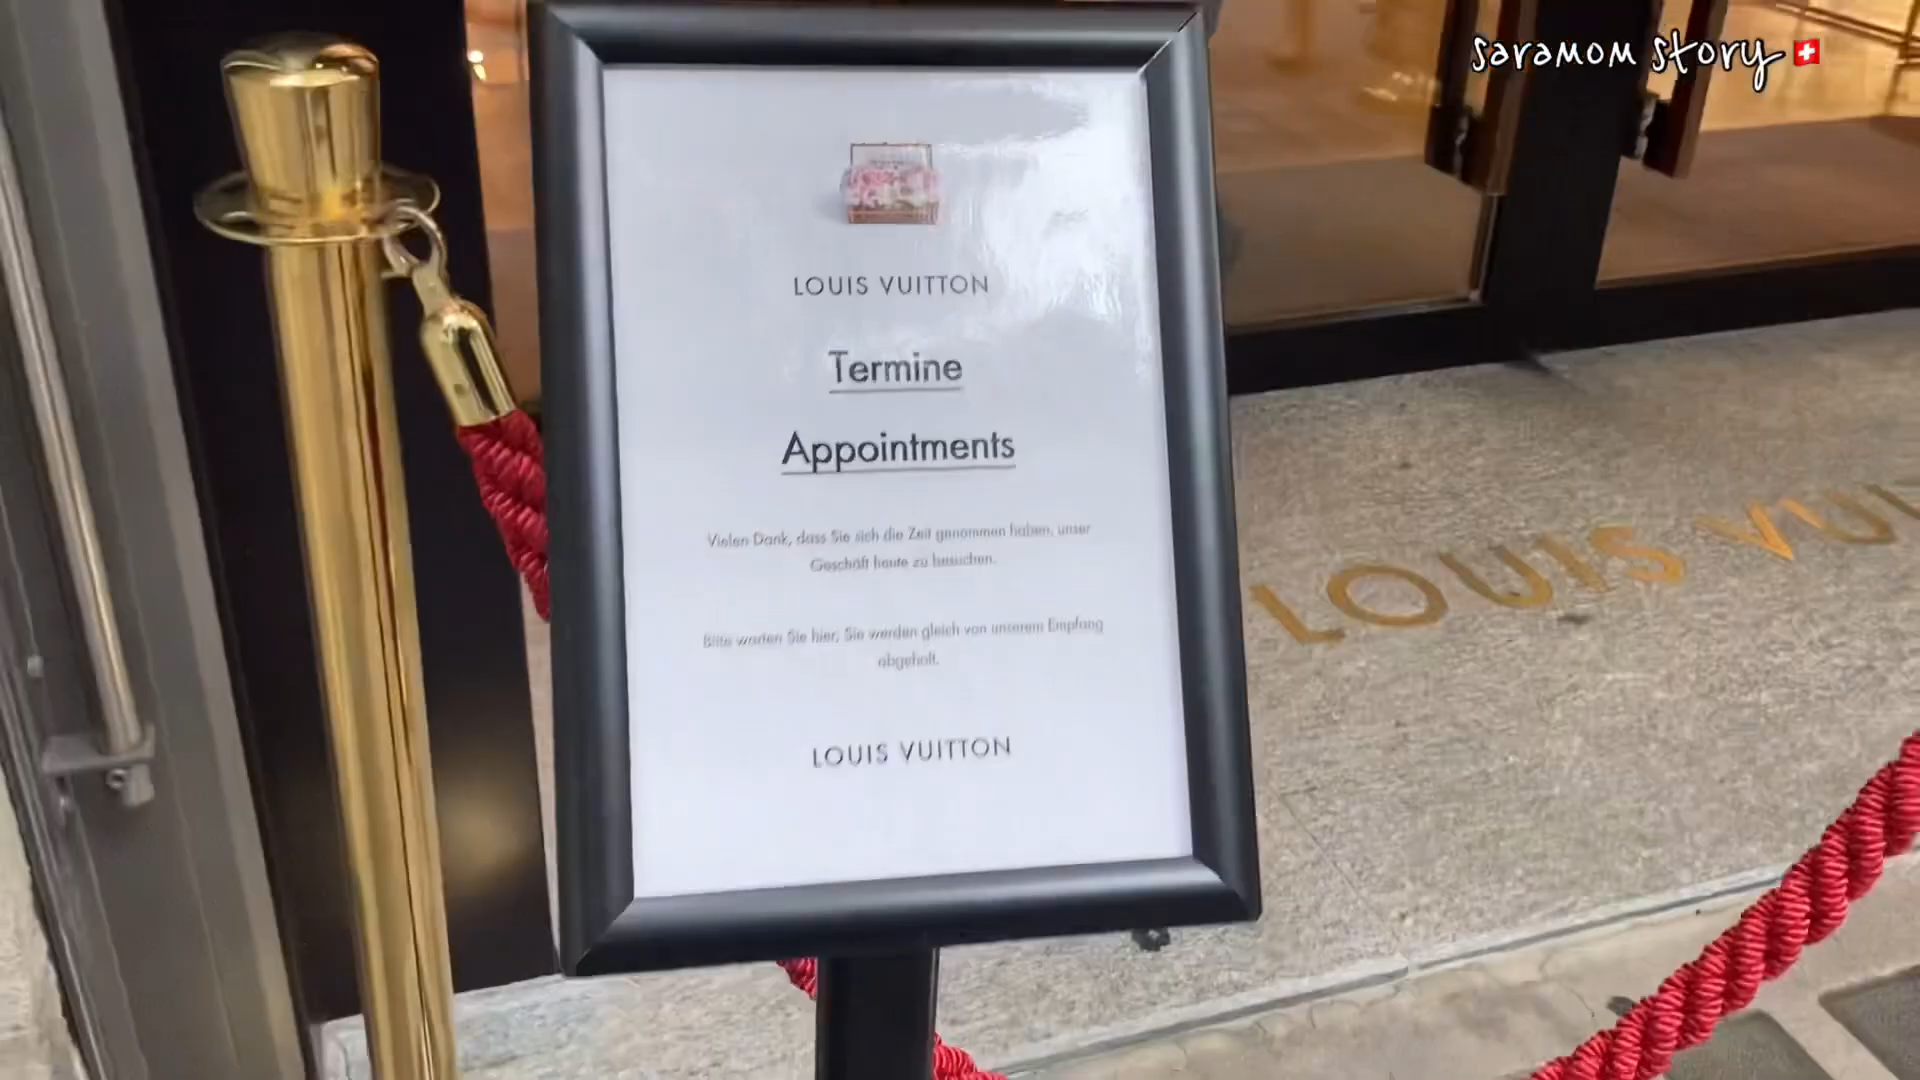 saramom story
LOUIS VUITTON
Termine
Appointments
Vielen Dank, dass Sie sich die Zeit genommen haben, unser
Geschäft heute zu besuchen.
Bitte warten Sie hier, Sie werden gleich von unserem Empfang
abgeholt.
LOUIS VUITTON
LOUIS VUI